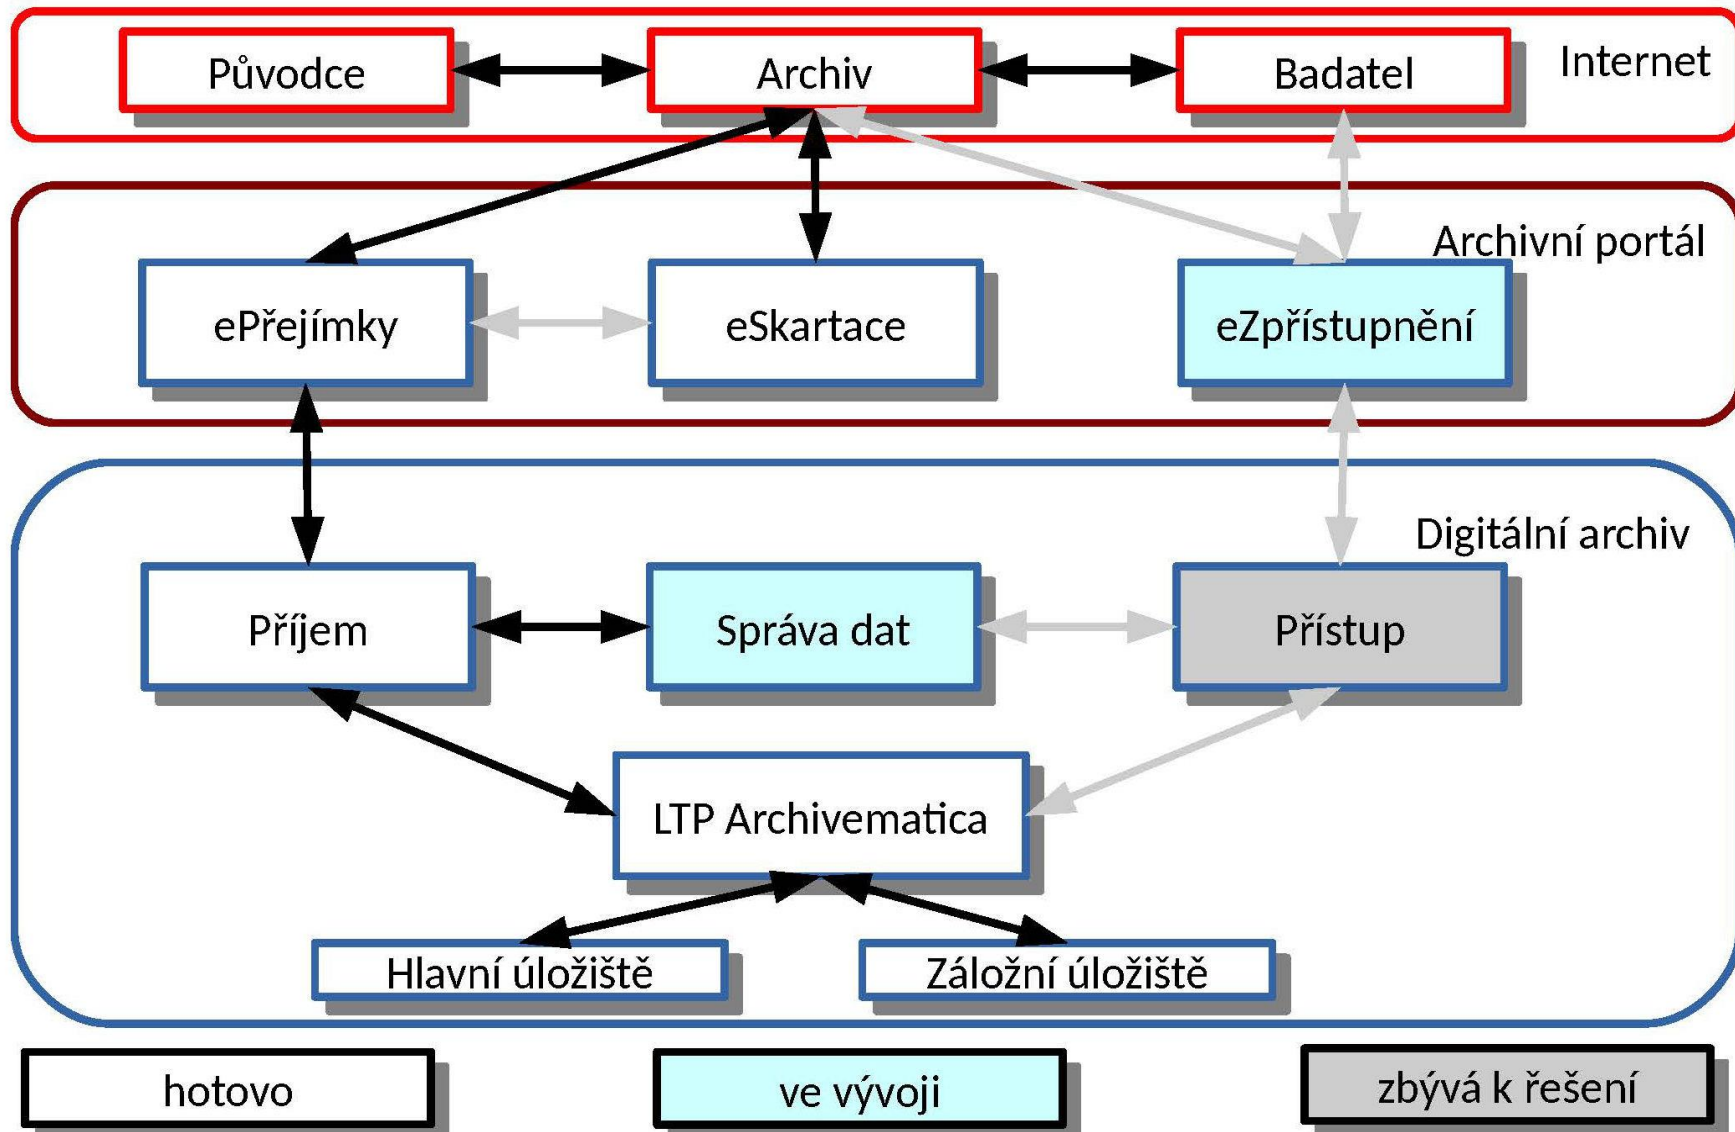 Internet
Původce
Archiv
Badatel
Archivní portál
ePřejímky
eSkartace
eZpřístupnění
Digitální archiv
Příjem
Správa dat
Přístup
LTP Archivematica
Hlavní úložiště
Záložní úložiště
hotovo
ve vývoji
zbývá k řešení